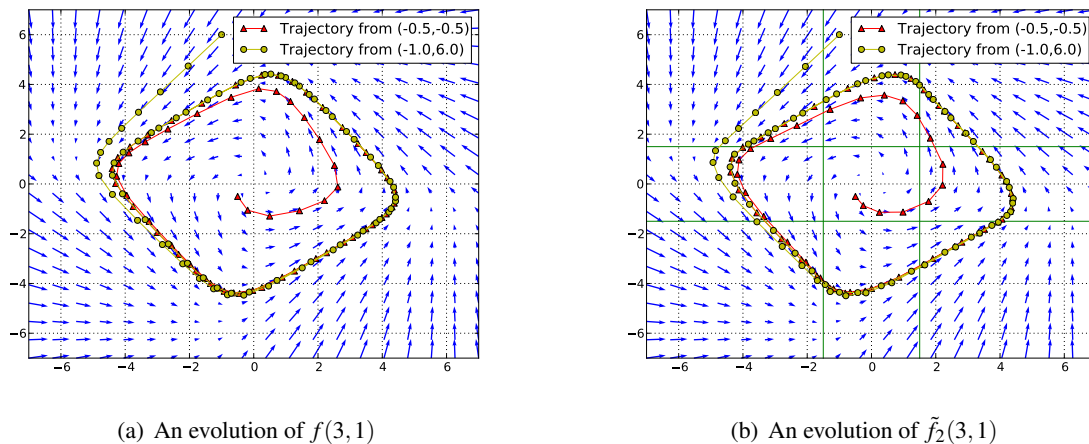 Trajectory from (-0.5,-0.5)
Trajectory from (-1.0,6.0)
6
4
2
0
−2
−4
−6
−6 −4 −2 0 2 4 6
(a) An evolution of f(3, 1)
Trajectory from (-0.5,-0.5)
Trajectory from (-1.0,6.0)
6
4
2
0
−2
−4
−6
−6 −4 −2 0 2 4 6
(b) An evolution of f̃₂(3, 1)